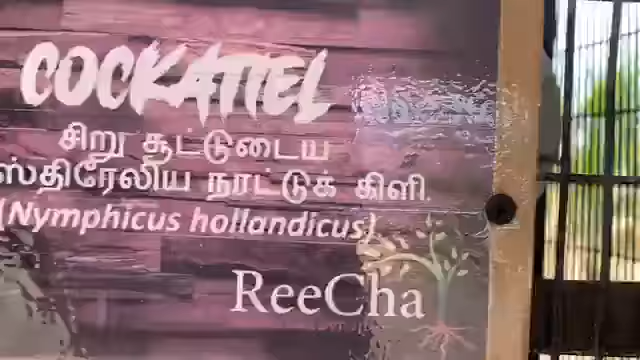 COCKATIEL
சிறு சூட்டுடைய
ஸ்திரேலிய நாட்டுக் கிளி.
(Nymphicus hollandicus)
ReeCha